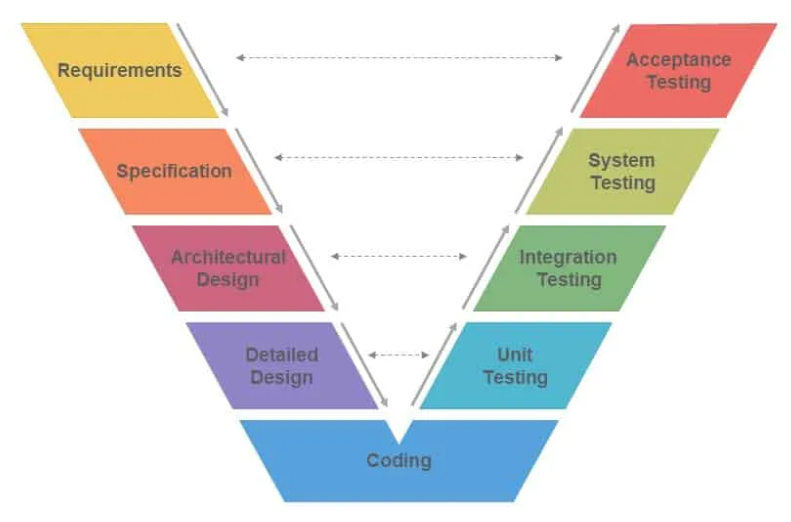 Requirements
Acceptance
Testing
Specification
System
Testing
Architectural
Design
Integration
Testing
Detailed
Design
Unit
Testing
Coding